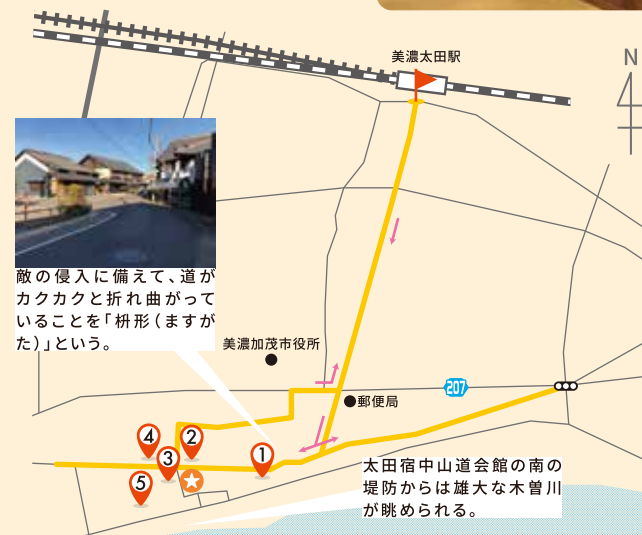 美濃太田駅
N
敵の侵入に備えて、道が
カクカクと折れ曲がって
いることを「枡形（ますが
た）」という。
美濃加茂市役所
207
郵便局
4
2
1
3
5
太田宿中山道会館の南の
堤防からは雄大な木曽川
が眺められる。